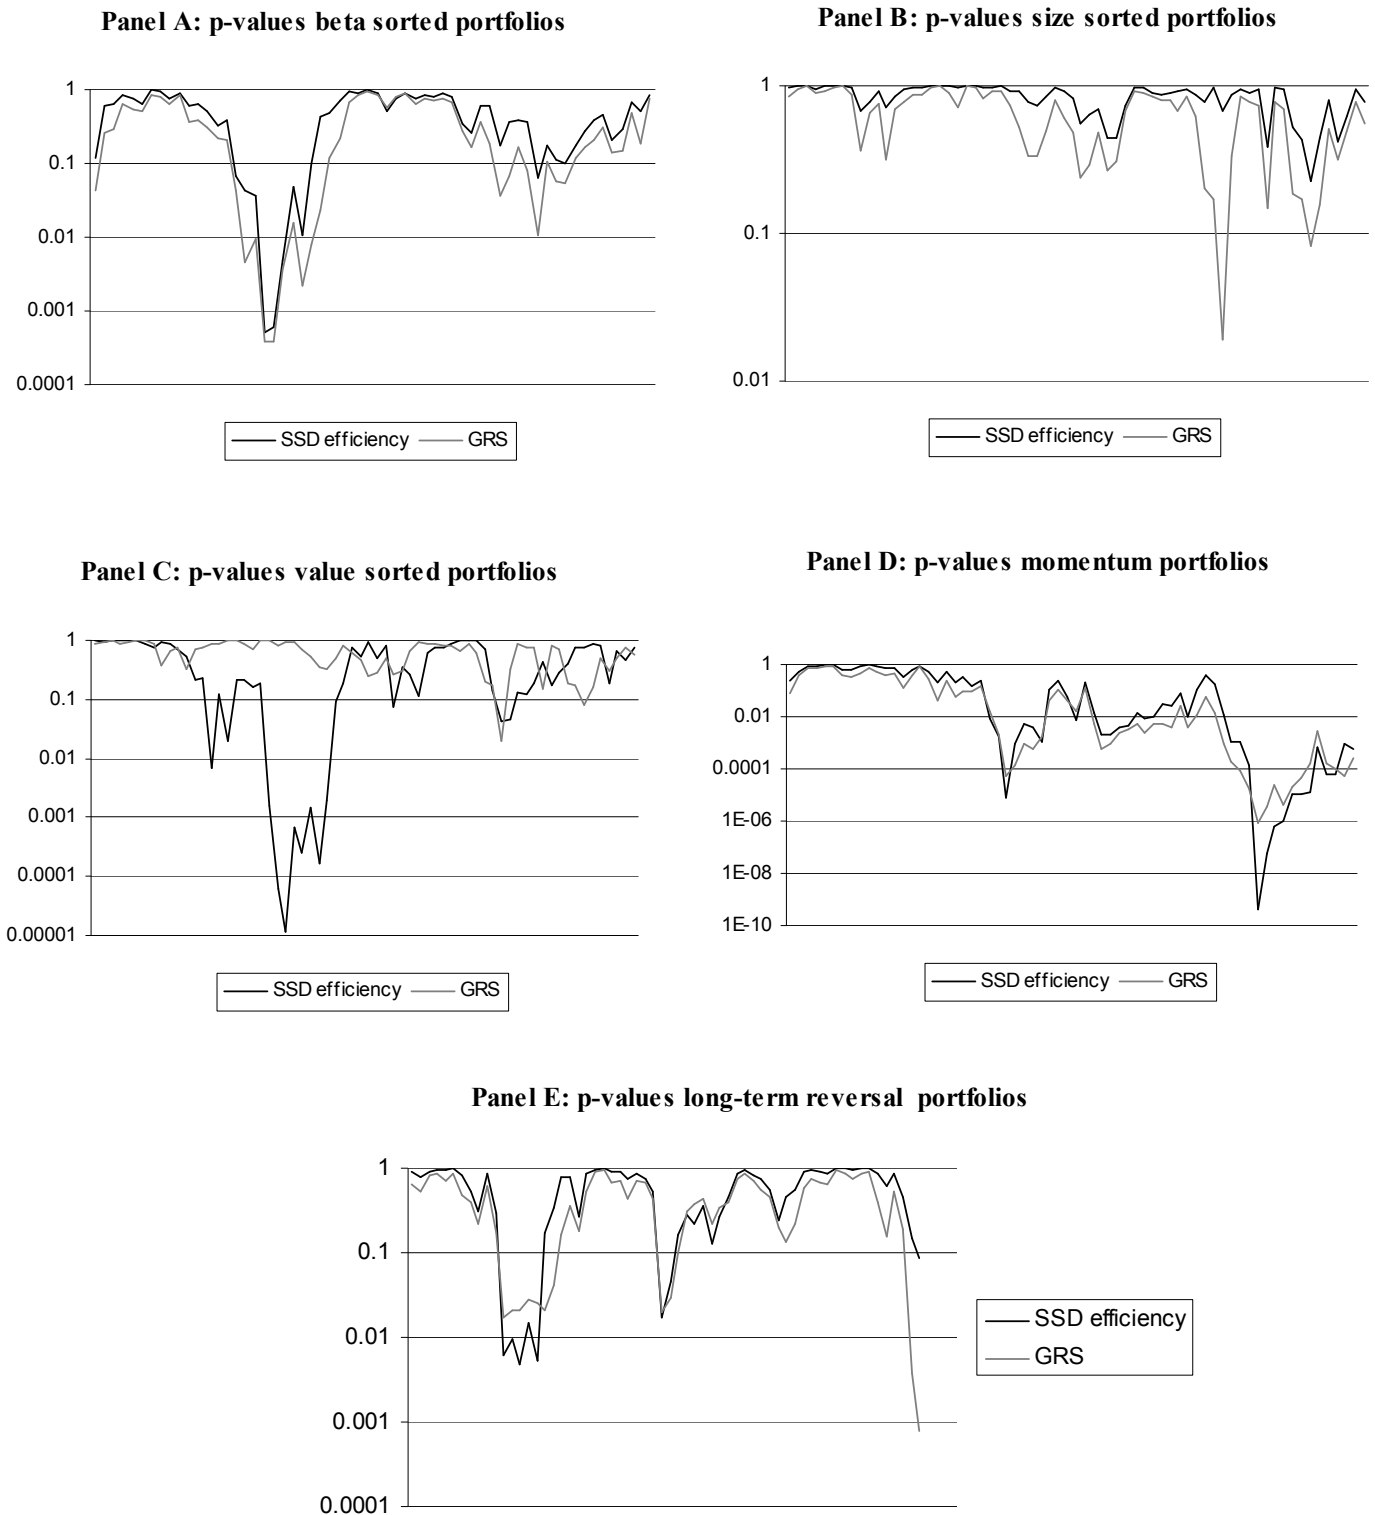 Panel A: p-values beta sorted portfolios
1
0.1
0.01
0.001
0.0001
SSD efficiency GRS
Panel B: p-values size sorted portfolios
1
0.1
0.01
SSD efficiency GRS
Panel C: p-values value sorted portfolios
1
0.1
0.01
0.001
0.0001
0.00001
SSD efficiency GRS
Panel D: p-values momentum portfolios
1
0.01
0.0001
1E-06
1E-08
1E-10
SSD efficiency GRS
Panel E: p-values long-term reversal portfolios
1
0.1
0.01
0.001
0.0001
SSD efficiency
GRS